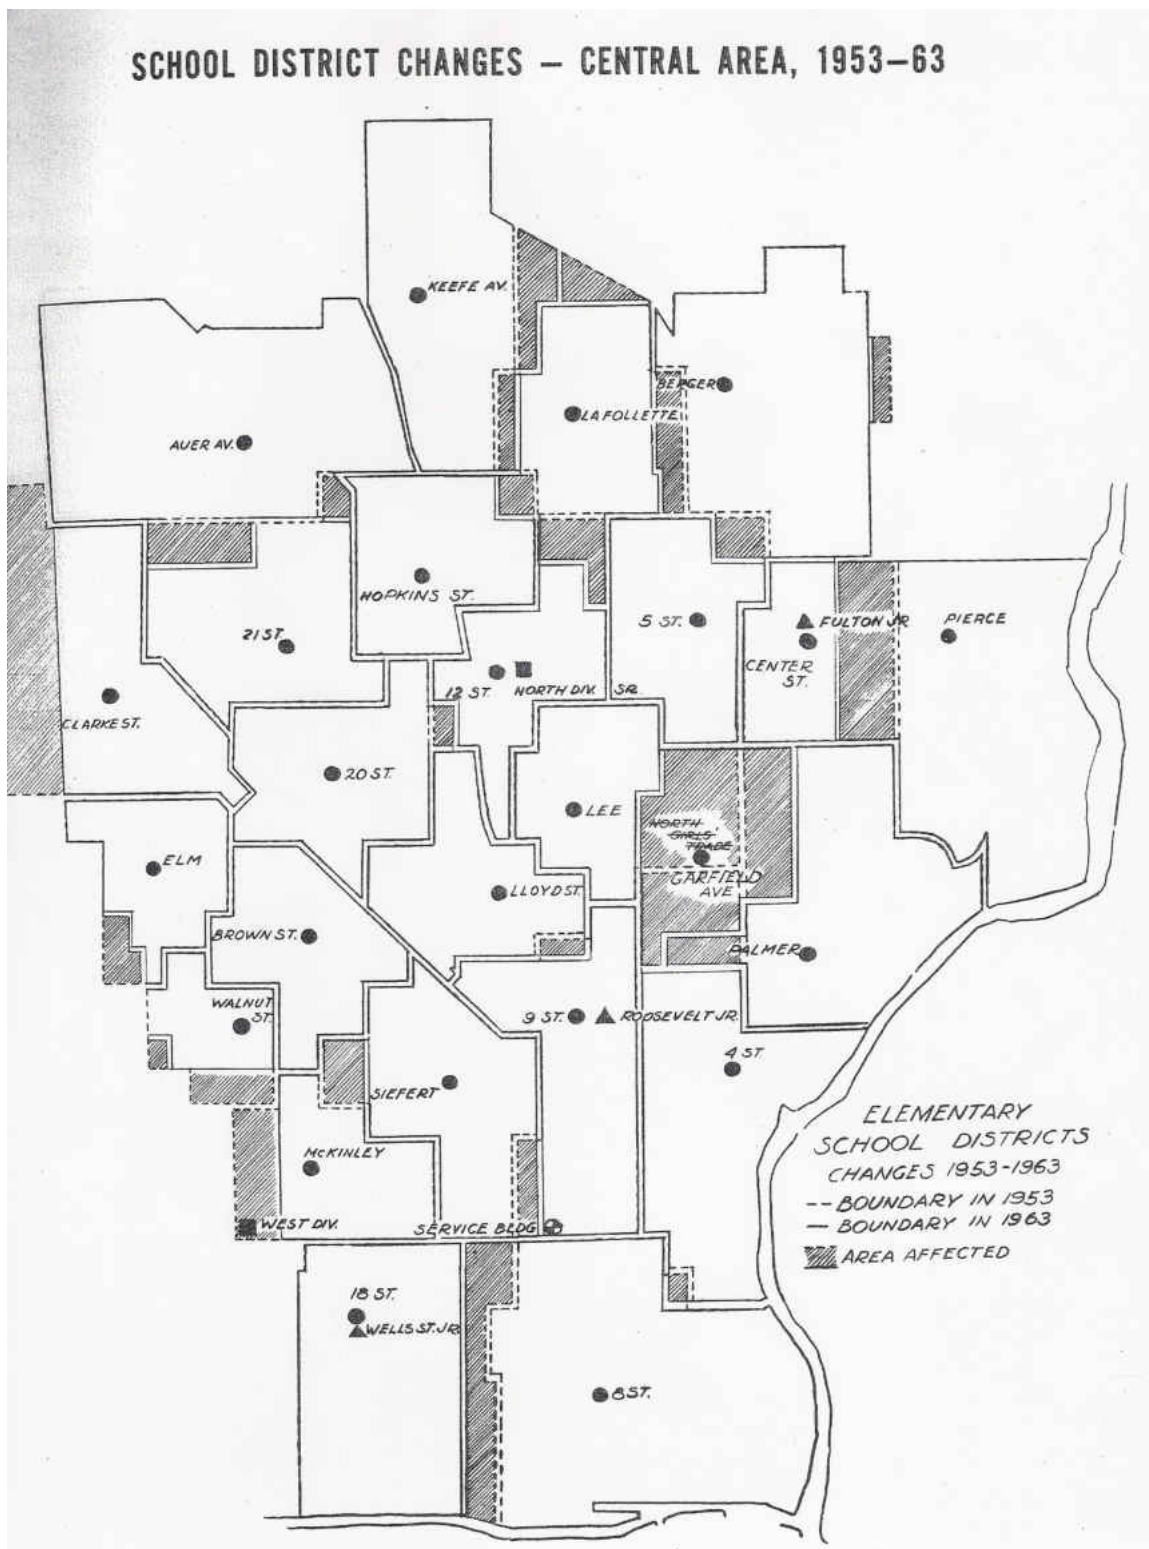 SCHOOL DISTRICT CHANGES — CENTRAL AREA, 1953–63
KEEFE AV.
BERGER
LA FOLLETTE
AUER AV.
HOPKINS ST.
5 ST.
FULTON JR
PIERCE
21 ST.
CENTER
ST.
12 ST.
NORTH DIV. SR.
CLARKE ST.
20 ST.
LEE
NORTH
GIRLS'
TRADE
ELM
GARFIELD
AVE
LLOYD ST.
BROWN ST.
PALMER
WALNUT
ST.
9 ST.
ROOSEVELT JR.
4 ST.
SIEFERT
ELEMENTARY
SCHOOL DISTRICTS
CHANGES 1953-1963
-- BOUNDARY IN 1953
— BOUNDARY IN 1963
AREA AFFECTED
McKINLEY
WEST DIV.
SERVICE BLDG
18 ST.
WELLS ST. JR.
8 ST.